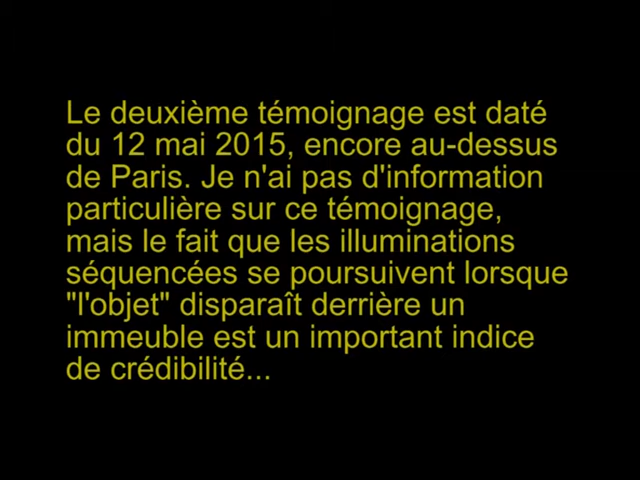 Le deuxième témoignage est daté
du 12 mai 2015, encore au-dessus
de Paris. Je n'ai pas d'information
particulière sur ce témoignage,
mais le fait que les illuminations
séquencées se poursuivent lorsque
"l'objet" disparaît derrière un
immeuble est un important indice
de crédibilité...